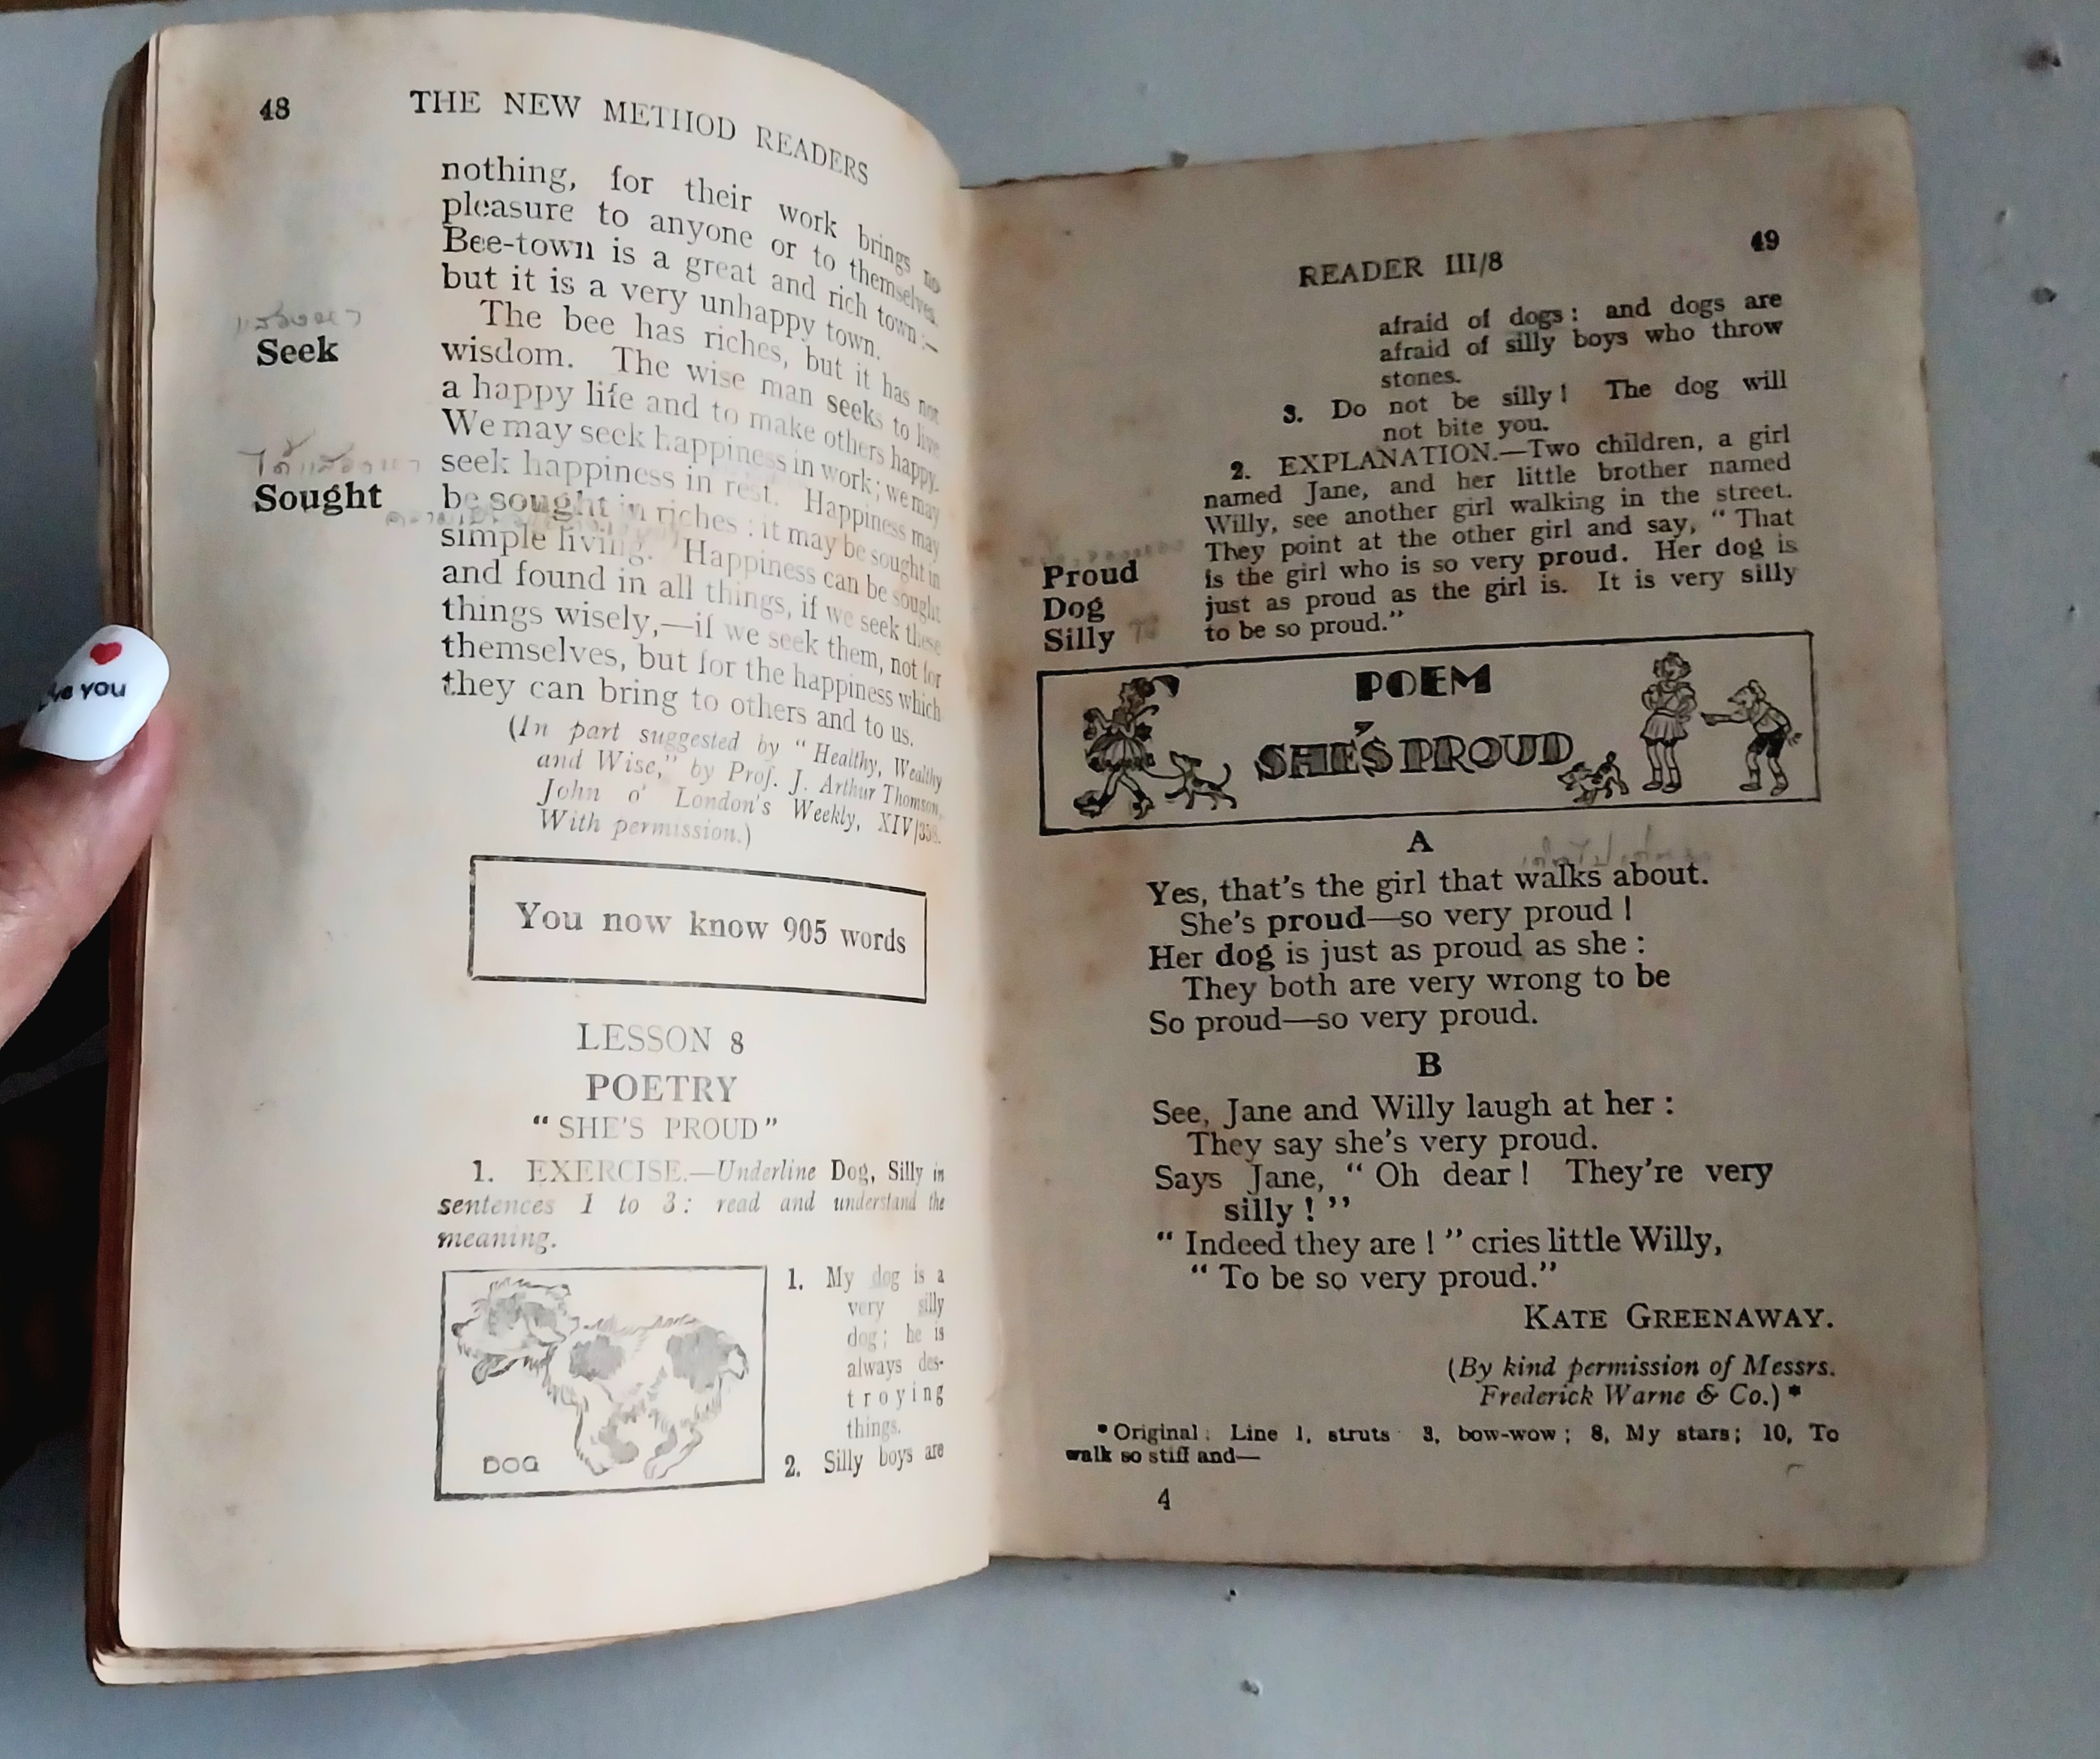 48
THE NEW METHOD READERS
nothing, for their work brings no
pleasure to anyone or to themselves.
Bee-town is a great and rich town:—
but it is a very unhappy town.
The bee has riches, but it has not
แสวงหา
Seek
wisdom. The wise man seeks to live
a happy life and to make others happy.
We may seek happiness in work; we may
seek happiness in rest. Happiness may
ได้แสวงหา
Sought
be sought in riches: it may be sought in
simple living. Happiness can be sought
and found in all things, if we seek these
things wisely,—if we seek them, not for
themselves, but for the happiness which
they can bring to others and to us.
(In part suggested by "Healthy, Wealthy
and Wise," by Prof. J. Arthur Thomson,
John o' London's Weekly, XIV/
With permission.)
You now know 905 words
LESSON 8
POETRY
"SHE'S PROUD"
1. EXERCISE.—Underline Dog, Silly in
sentences 1 to 3: read and understand the
meaning.
DOG
1. My dog is a
very silly
dog; he is
always des-
troying
things.
2. Silly boys are
READER III/8
49
afraid of dogs: and dogs are
afraid of silly boys who throw
stones.
3. Do not be silly! The dog will
not bite you.
2. EXPLANATION.—Two children, a girl
named Jane, and her little brother named
Willy, see another girl walking in the street.
They point at the other girl and say, "That
Proud
is the girl who is so very proud. Her dog is
Dog
just as proud as the girl is. It is very silly
Silly
to be so proud."
POEM
SHE'S PROUD
A
Yes, that's the girl that walks about.
She's proud—so very proud!
Her dog is just as proud as she:
They both are very wrong to be
So proud—so very proud.
B
See, Jane and Willy laugh at her:
They say she's very proud.
Says Jane, "Oh dear! They're very
silly!"
"Indeed they are!" cries little Willy,
"To be so very proud."
KATE GREENAWAY.
(By kind permission of Messrs.
Frederick Warne & Co.)*
*Original: Line 1, struts 3, bow-wow; 8, My stars; 10, To
walk so stiff and—
4
you